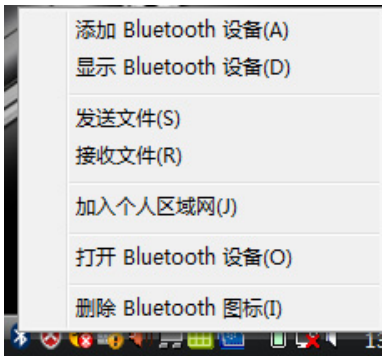 添加 Bluetooth 设备(A)
显示 Bluetooth 设备(D)
发送文件(S)
接收文件(R)
加入个人区域网(J)
打开 Bluetooth 设备(O)
删除 Bluetooth 图标(I)
13